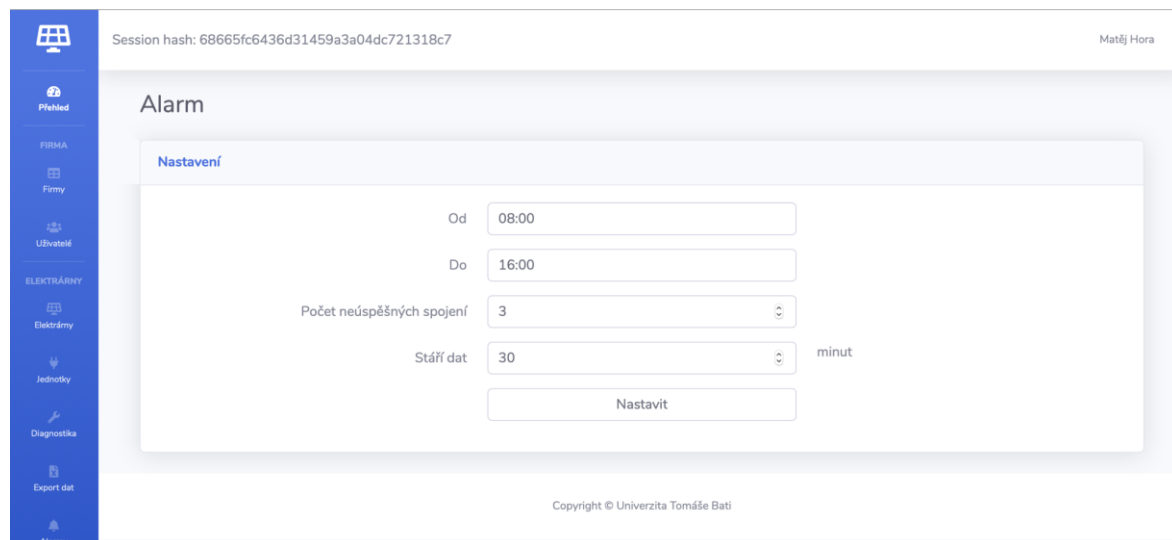 Session hash: 68665fc6436d31459a3a04dc721318c7
Matěj Hora
Přehled
FIRMA
Firmy
Uživatelé
ELEKTRÁRNY
Elektrárny
Jednotky
Diagnostika
Export dat
Alarm
Nastavení
Od 08:00
Do 16:00
Počet neúspěšných spojení 3
Stáří dat 30 minut
Nastavit
Copyright © Univerzita Tomáše Bati